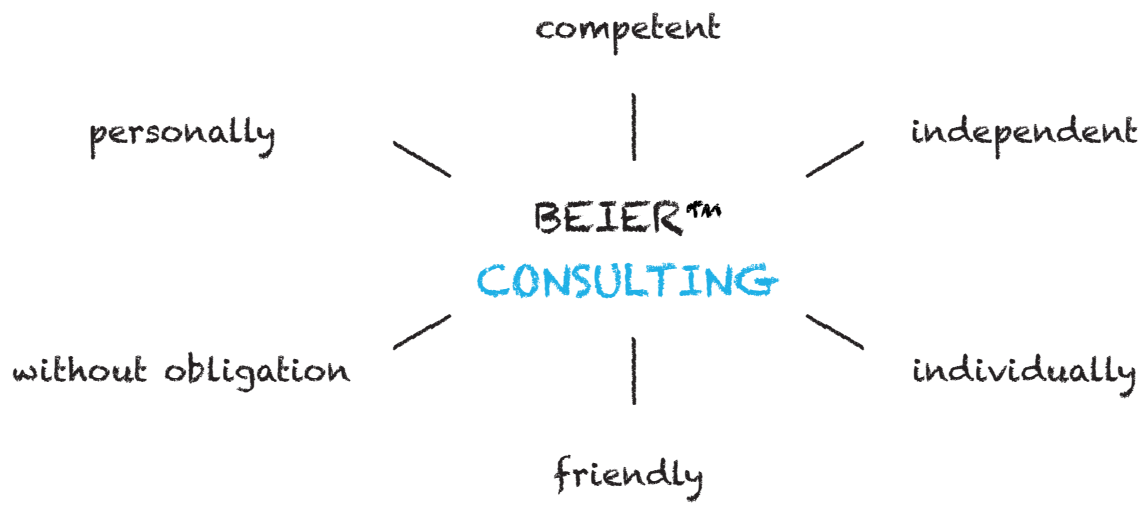 competent
personally
independent
BEIER™
CONSULTING
without obligation
individually
friendly